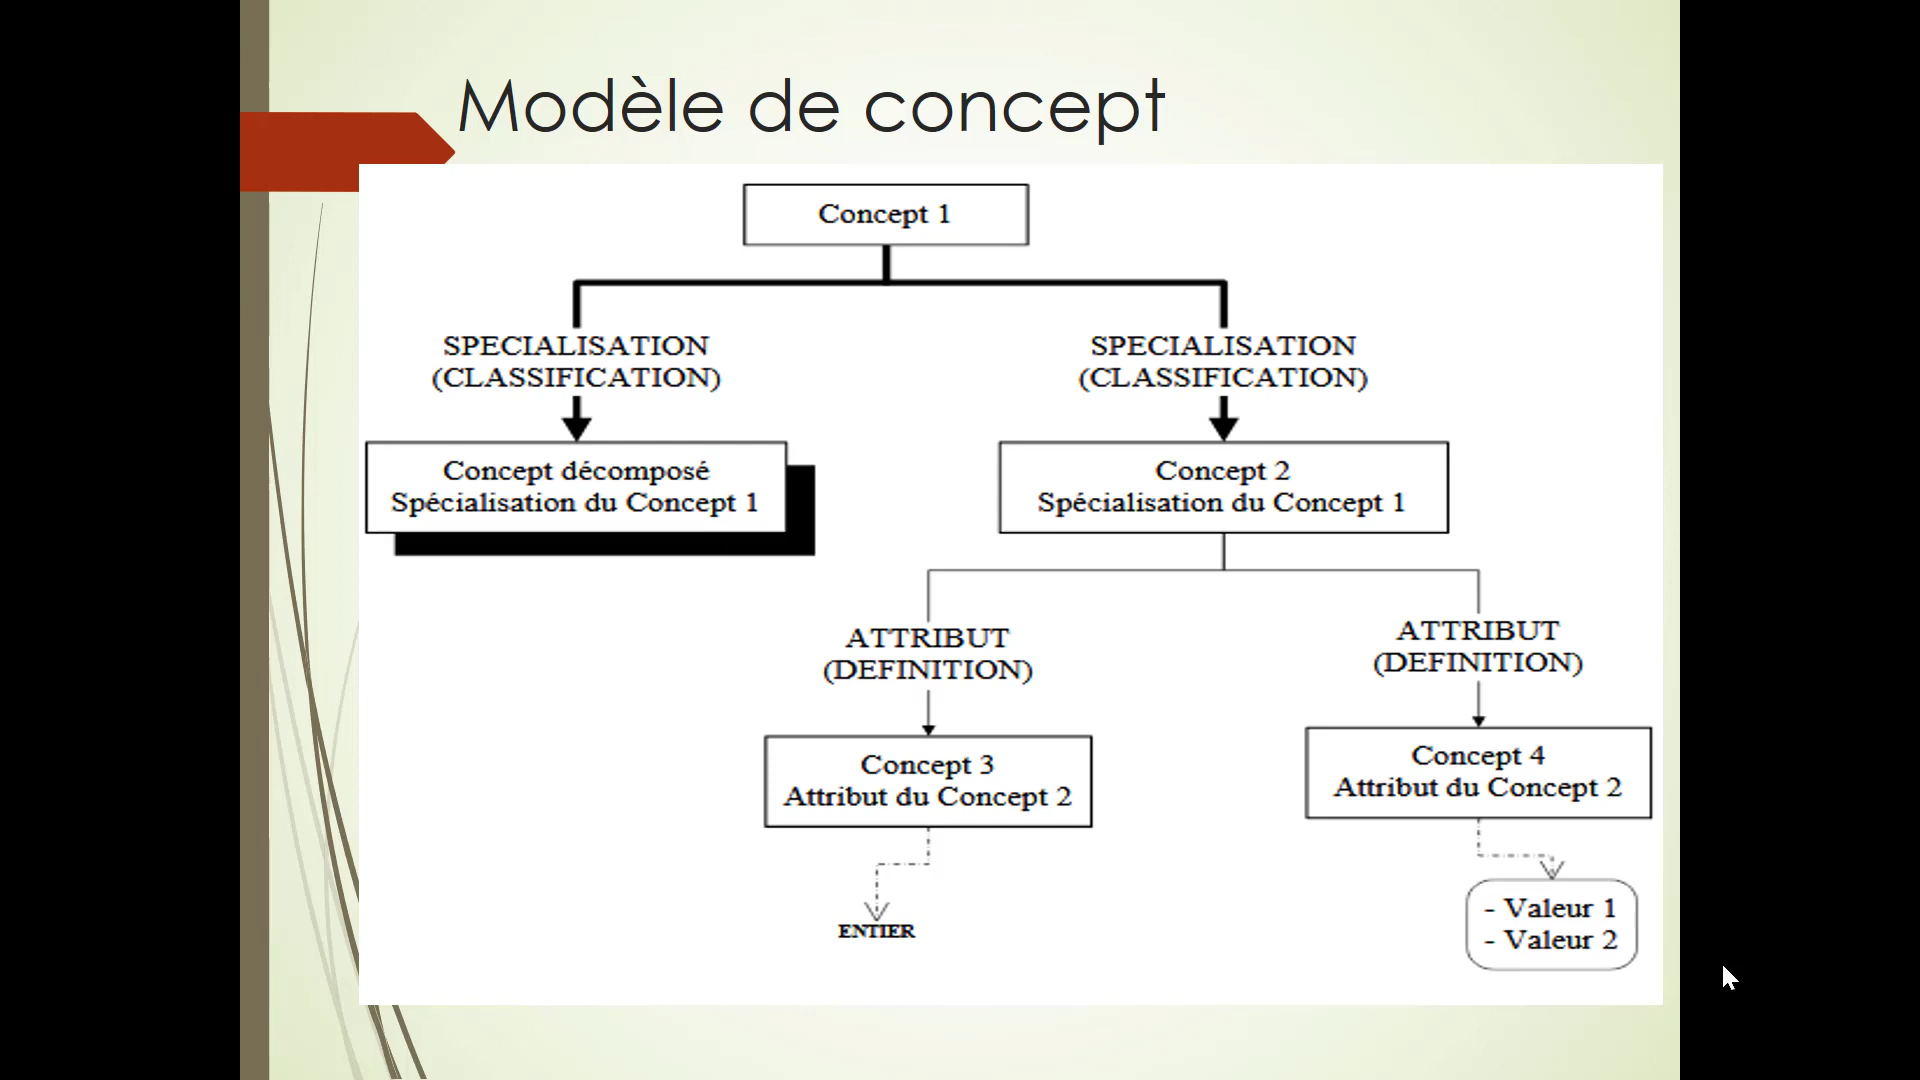 Modèle de concept
Concept 1
SPECIALISATION
(CLASSIFICATION)
SPECIALISATION
(CLASSIFICATION)
Concept décomposé
Spécialisation du Concept 1
Concept 2
Spécialisation du Concept 1
ATTRIBUT
(DEFINITION)
ATTRIBUT
(DEFINITION)
Concept 3
Attribut du Concept 2
Concept 4
Attribut du Concept 2
ENTIER
- Valeur 1
- Valeur 2